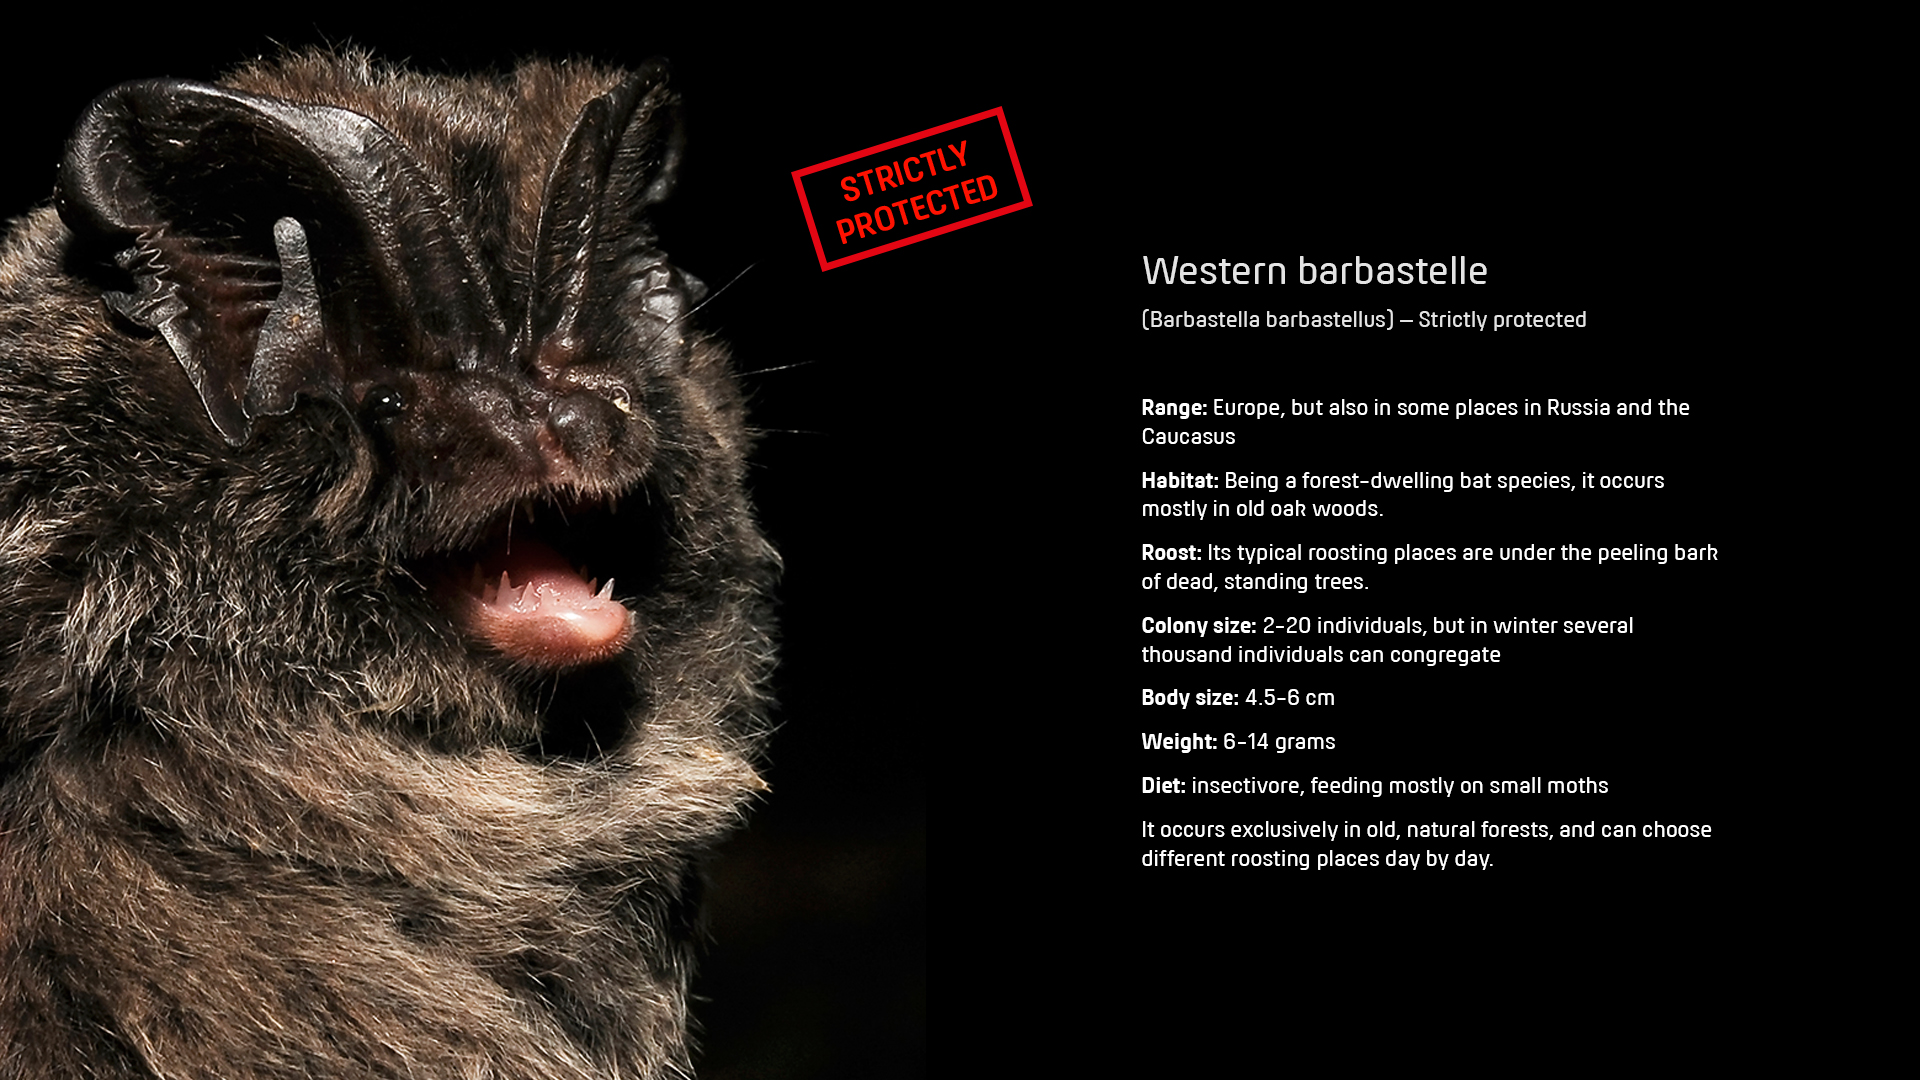 STRICTLY
PROTECTED
Western barbastelle
(Barbastella barbastellus) – Strictly protected
Range: Europe, but also in some places in Russia and the
Caucasus
Habitat: Being a forest-dwelling bat species, it occurs
mostly in old oak woods.
Roost: Its typical roosting places are under the peeling bark
of dead, standing trees.
Colony size: 2-20 individuals, but in winter several
thousand individuals can congregate
Body size: 4.5-6 cm
Weight: 6-14 grams
Diet: insectivore, feeding mostly on small moths
It occurs exclusively in old, natural forests, and can choose
different roosting places day by day.